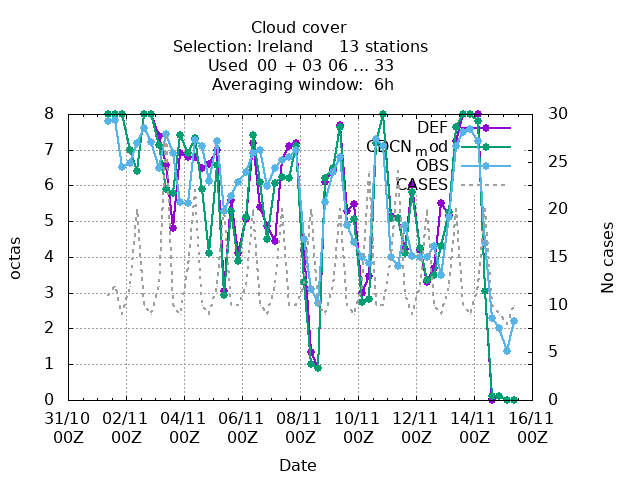 Cloud cover
Selection: Ireland 13 stations
Used 00 + 03 06 ... 33
Averaging window: 6h
8 30
DEF
CDCN mod
7
OBS
25
6
CASES
20
5
4 15
octas
No cases
3
10
2
1 5
0 0
31/10 02/11 04/11 06/11 08/11 10/11 12/11 14/11 16/11
00Z 00Z 00Z 00Z 00Z 00Z 00Z 00Z 00Z
Date